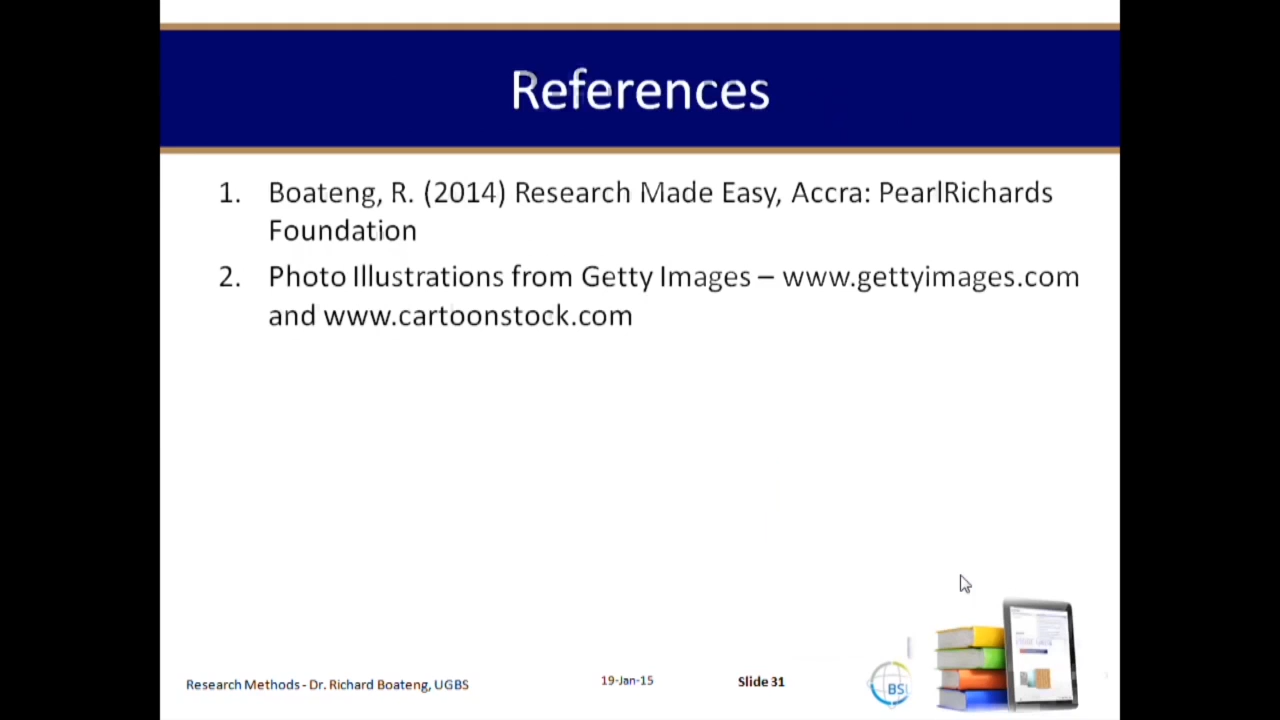 References
1. Boateng, R. (2014) Research Made Easy, Accra: PearlRichards
Foundation
2. Photo Illustrations from Getty Images – www.gettyimages.com
and www.cartoonstock.com
Research Methods - Dr. Richard Boateng, UGBS
19-Jan-15
Slide 31